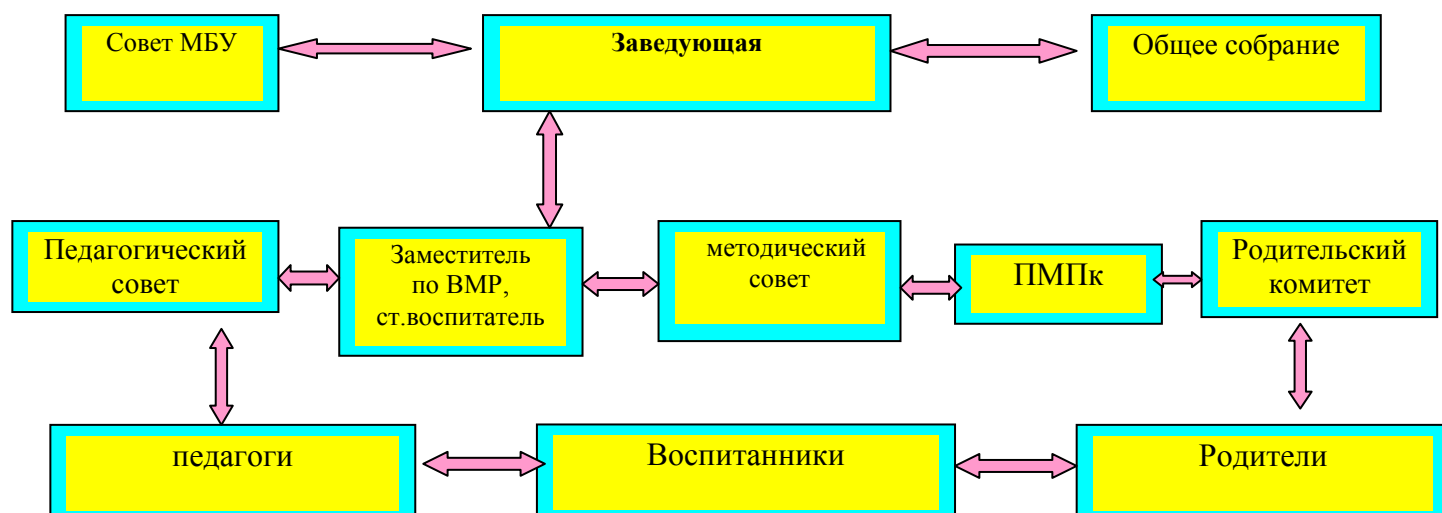 Совет МБУ
Заведующая
Общее собрание
Педагогический
совет
Заместитель
по ВМР,
ст.воспитатель
методический
совет
ПМПк
Родительский
комитет
педагоги
Воспитанники
Родители